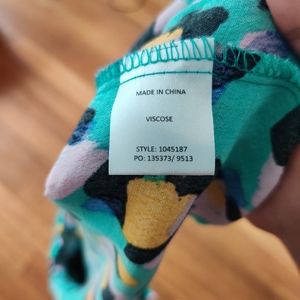 MADE IN CHINA
VISCOSE
STYLE: 1045187
PO: 135373/ 9513